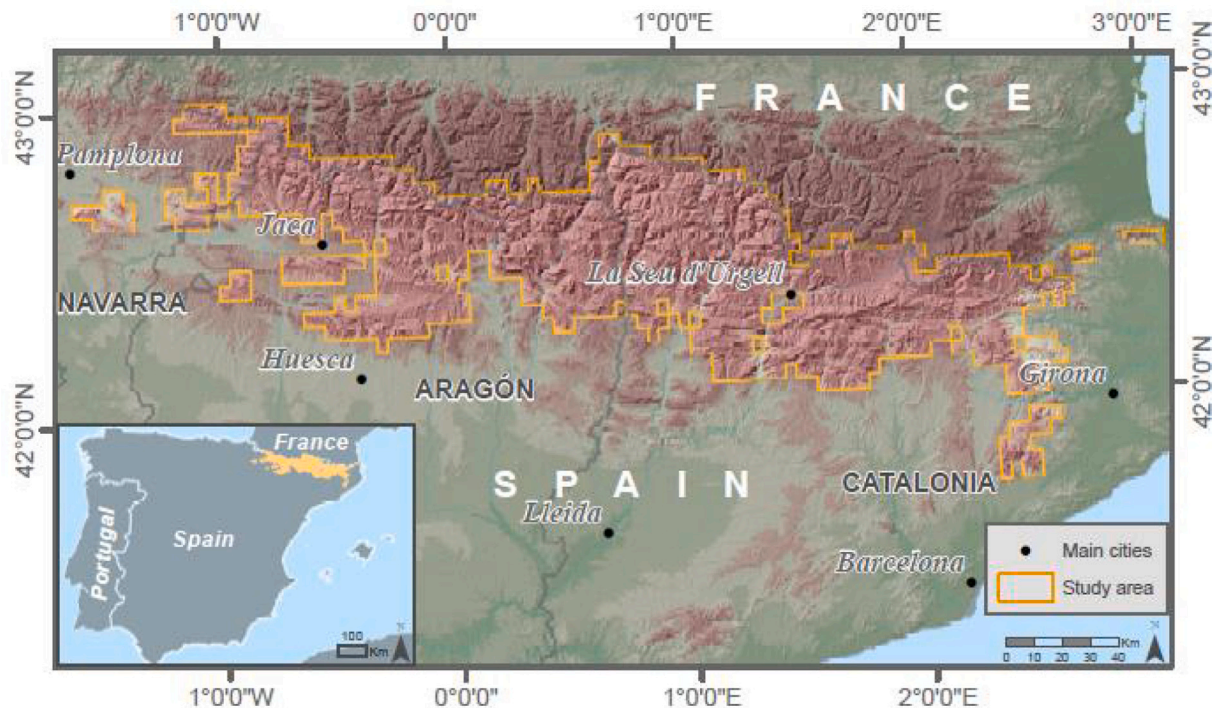 1°0'0"W 0°0'0" 1°0'0"E 2°0'0"E 3°0'0"E
43°0'0"N
43°0'0"N
F R A N C E
Pamplona
Jaca
La Seu d'Urgell
NAVARRA
Huesca
ARAGÓN
Girona
42°0'0"N
42°0'0"N
S P A I N
CATALONIA
Lleida
Barcelona
France
Portugal
Spain
100
Km
Main cities
Study area
Km
0 10 20 30 40
1°0'0"W 0°0'0" 1°0'0"E 2°0'0"E